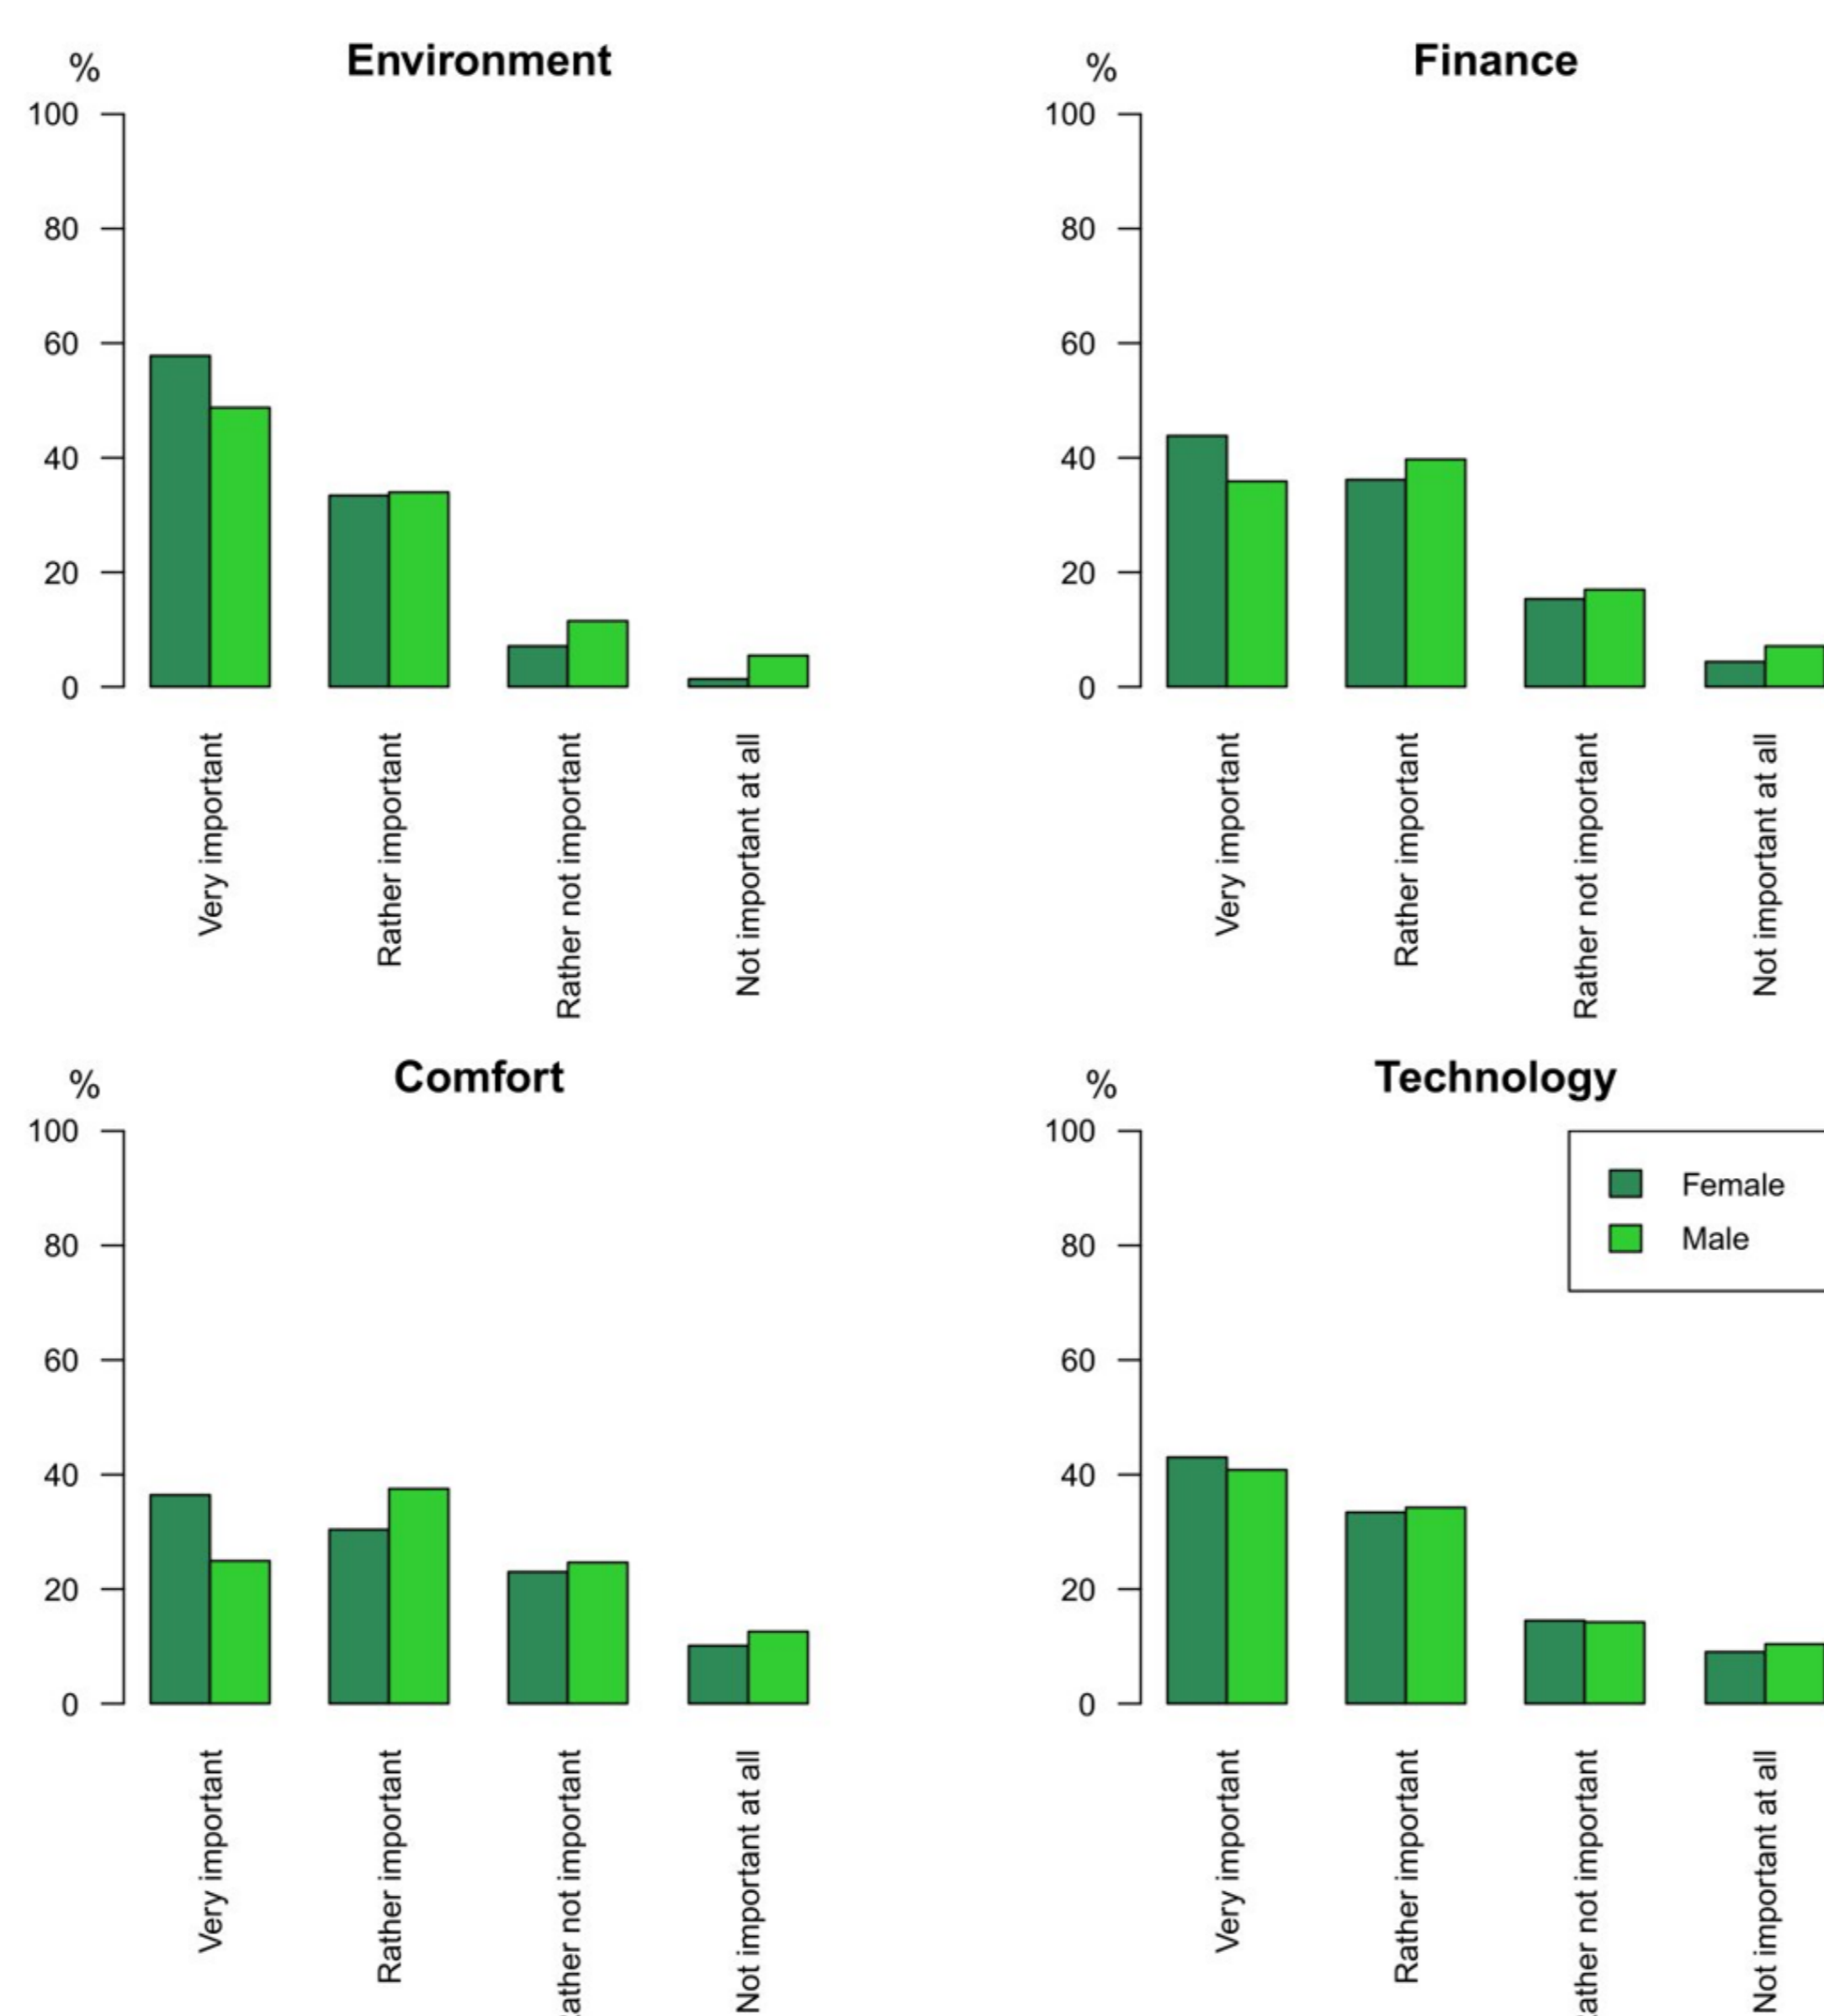 Environment
%
100
80
60
40
20
0
Very important
Rather important
Rather not important
Not important at all
Finance
%
100
80
60
40
20
0
Very important
Rather important
Rather not important
Not important at all
Comfort
%
100
80
60
40
20
0
Very important
Rather important
ather not important
Not important at all
Technology
%
100
80
60
40
20
0
Female
Male
Very important
Rather important
ather not important
Not important at all